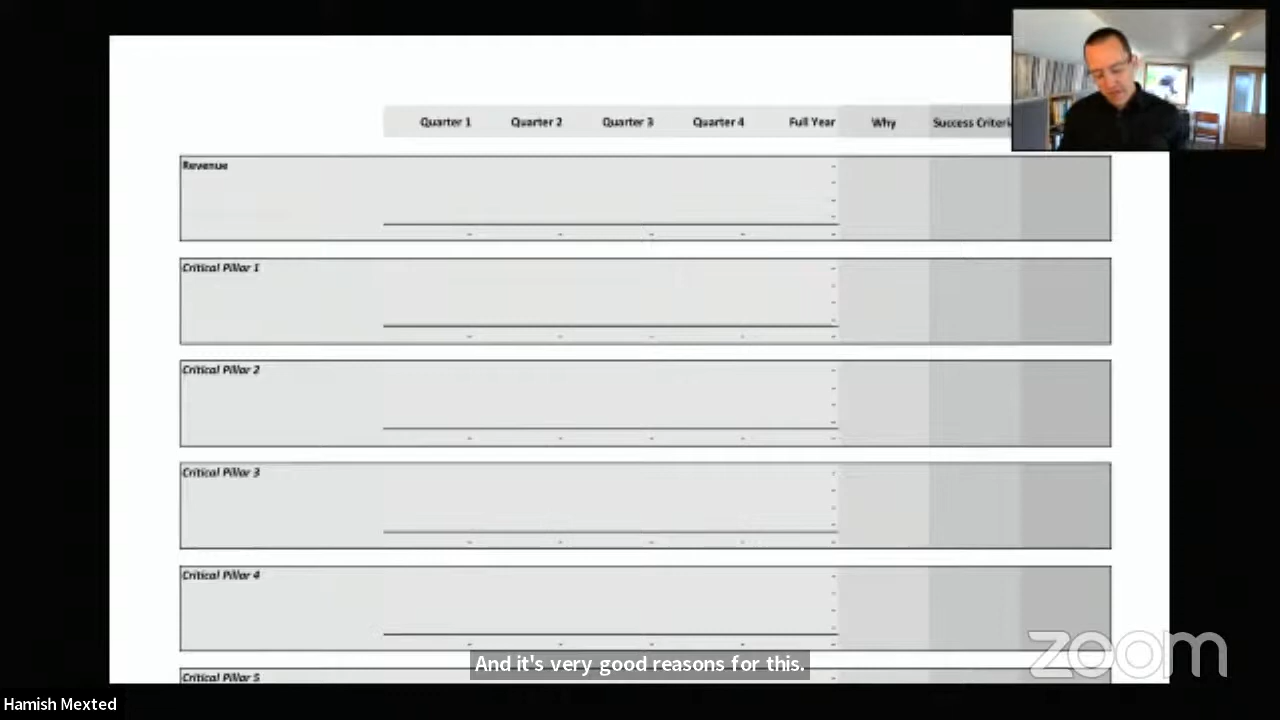 Quarter 1 Quarter 2 Quarter 3 Quarter 4 Full Year Why Success Criteria
Revenue
Critical Pillar 1
Critical Pillar 2
Critical Pillar 3
Critical Pillar 4
Critical Pillar 5
And it's very good reasons for this.
zoom
Hamish Mexted